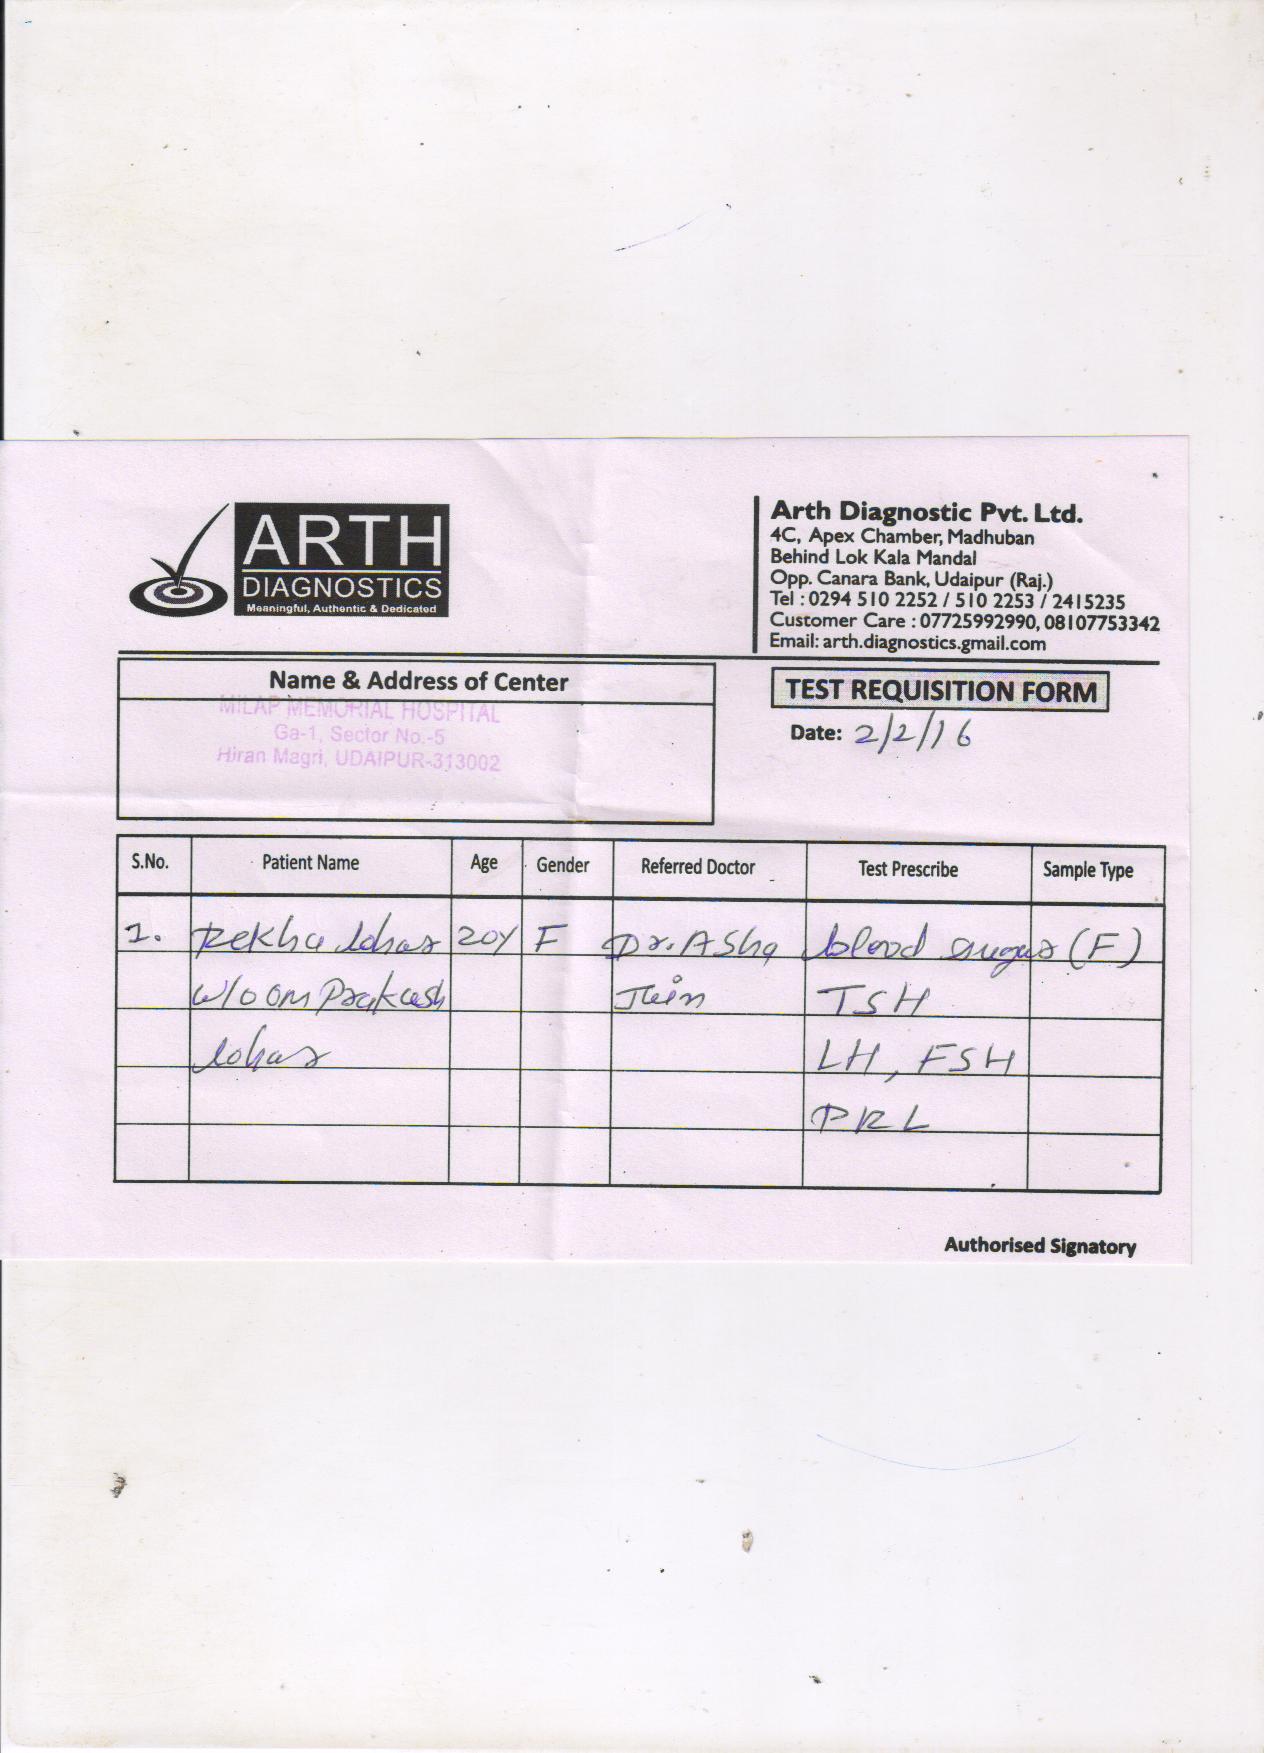 ARTH
DIAGNOSTICS
Meaningful, Authentic & Dedicated
Arth Diagnostic Pvt. Ltd.
4C, Apex Chamber, Madhuban
Behind Lok Kala Mandal
Opp. Canara Bank, Udaipur (Raj.)
Tel : 0294 510 2252 / 510 2253 / 2415235
Customer Care : 07725992990, 08107753342
Email: arth.diagnostics.gmail.com
Name & Address of Center
MILAP MEMORIAL HOSPITAL
Ga-1, Sector No.-5
Hiran Magri, UDAIPUR-313002
TEST REQUISITION FORM
Date: 2/2/16
S.No. Patient Name Age Gender Referred Doctor Test Prescribe Sample Type
1. Rekha lohar 20Y F Dr. Asha blood sugar (F)
W/o om Prakash Jain TSH
lohar LH, FSH
PRL
Authorised Signatory